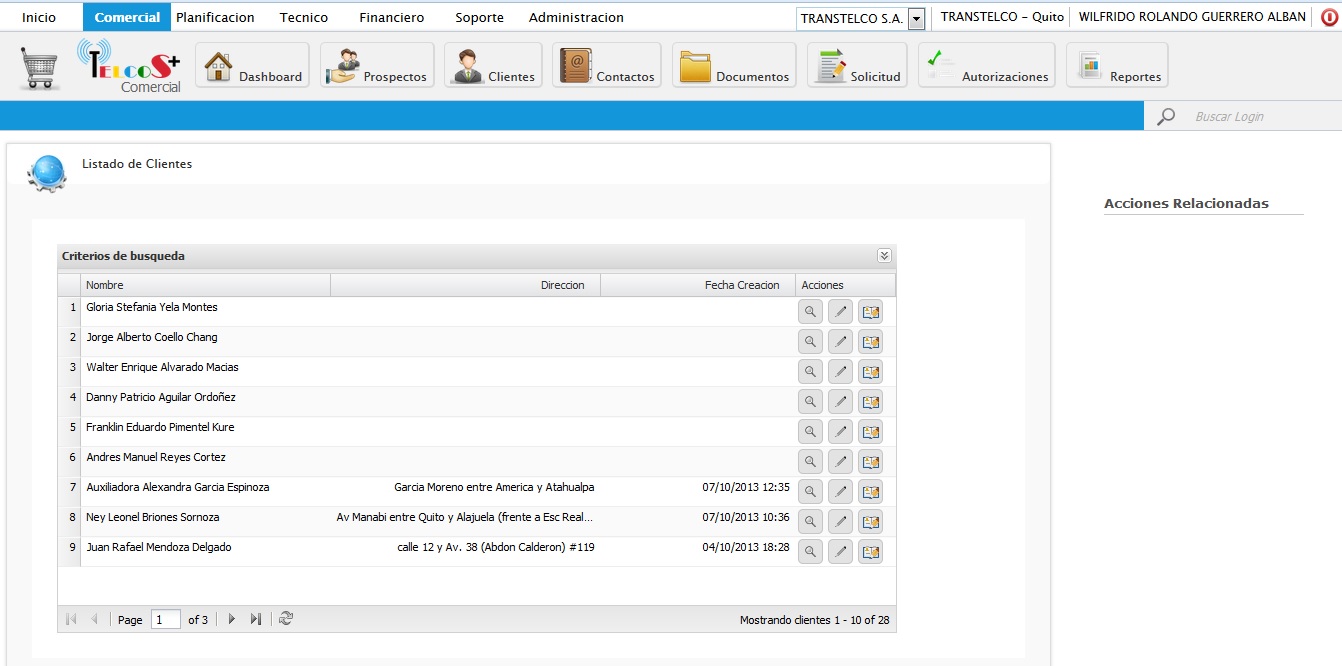 Inicio Comercial Planificacion Tecnico Financiero Soporte Administracion TRANSTELCO S.A. TRANSTELCO - Quito WILFRIDO ROLANDO GUERRERO ALBAN
TELCOS+ Comercial Dashboard Prospectos Clientes Contactos Documentos Solicitud Autorizaciones Reportes
Buscar Login
Listado de Clientes
Acciones Relacionadas
Criterios de busqueda
Nombre Direccion Fecha Creacion Acciones
1 Gloria Stefania Yela Montes
2 Jorge Alberto Coello Chang
3 Walter Enrique Alvarado Macias
4 Danny Patricio Aguilar Ordoñez
5 Franklin Eduardo Pimentel Kure
6 Andres Manuel Reyes Cortez
7 Auxiliadora Alexandra Garcia Espinoza Garcia Moreno entre America y Atahualpa 07/10/2013 12:35
8 Ney Leonel Briones Sornoza Av Manabi entre Quito y Alajuela (frente a Esc Real... 07/10/2013 10:36
9 Juan Rafael Mendoza Delgado calle 12 y Av. 38 (Abdon Calderon) #119 04/10/2013 18:28
Page 1 of 3 Mostrando clientes 1 - 10 of 28